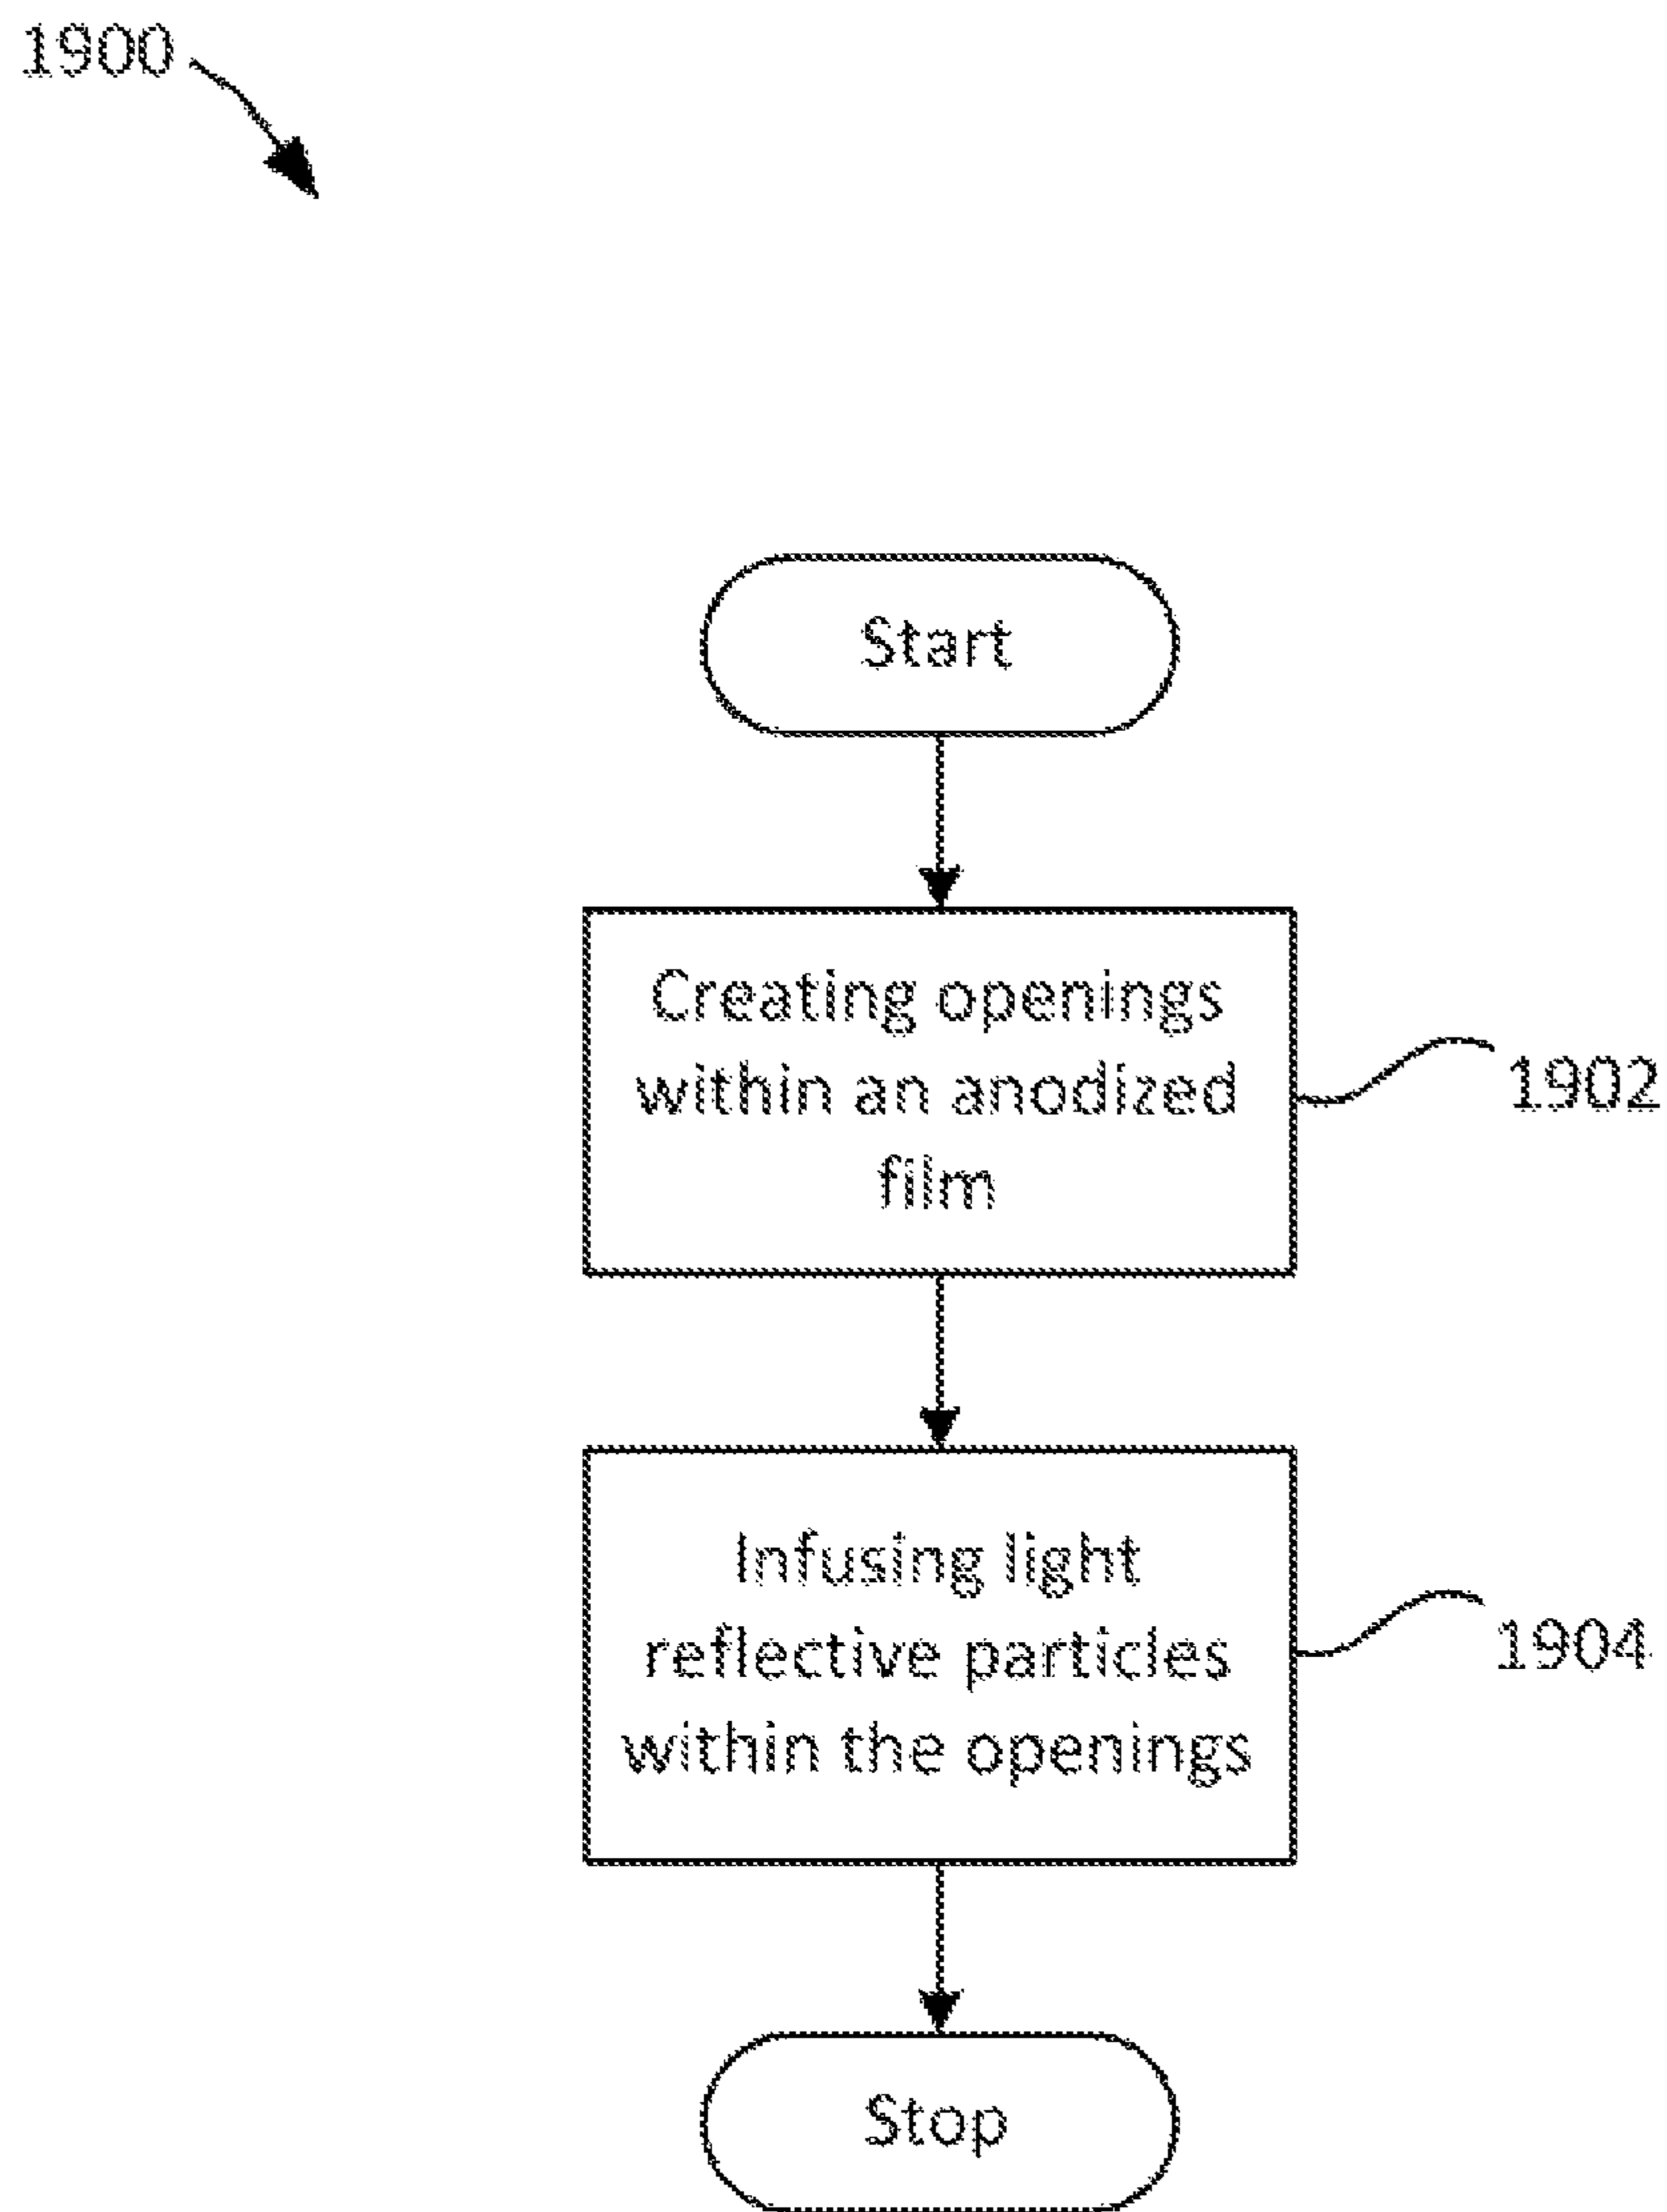 1900
Start
Creating openings
within an anodized
film
1902
Infusing light
reflective particles
within the openings
1904
Stop